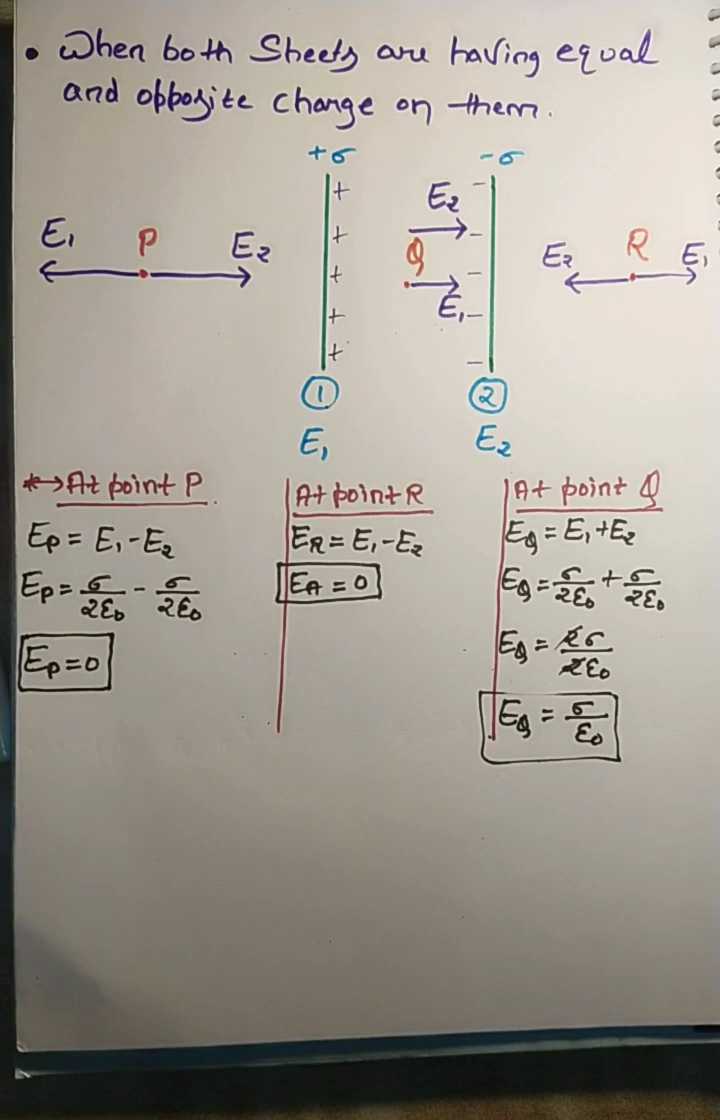 • When both Sheets are having equal
and opposite charge on them.
+σ
-σ
E₁ P E₂
E₂
Q
E₁
E₂ R E₁
+ + + + +
- - - - -
① ②
E₁ E₂
*→ At point P
Eₚ = E₁ - E₂
Eₚ = σ/2ε₀ - σ/2ε₀
Eₚ = 0
At point R
E_R = E₁ - E₂
E_A = 0
At point Q
E_Q = E₁ + E₂
E_Q = σ/2ε₀ + σ/2ε₀
E_Q = 2σ/2ε₀
E_Q = σ/ε₀